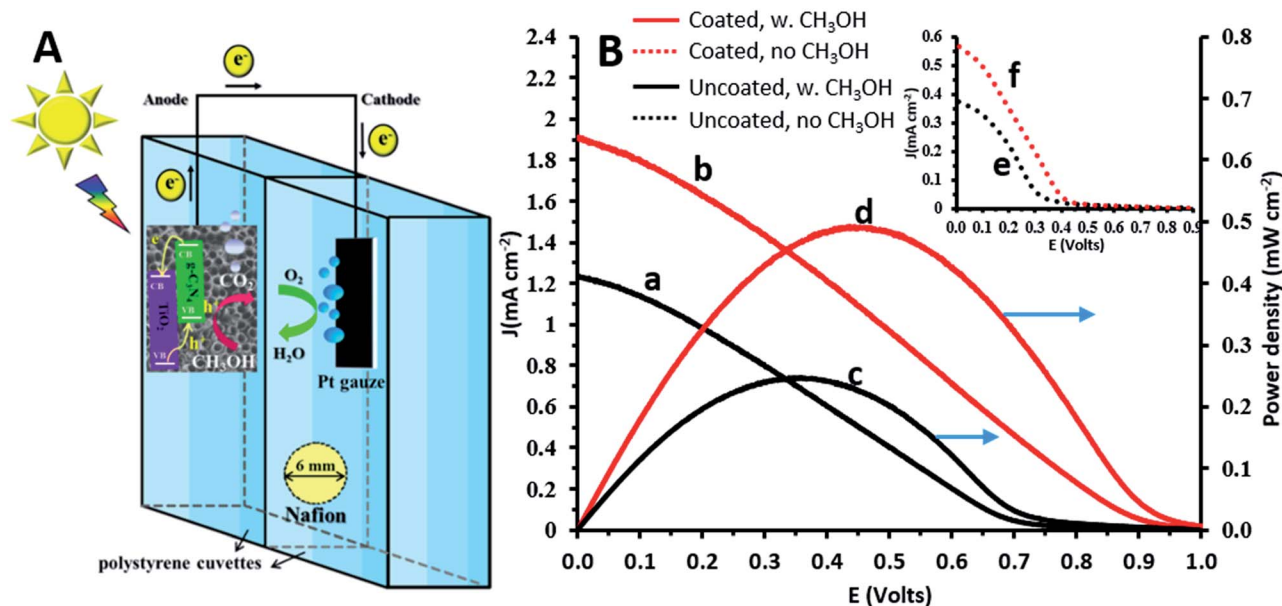 A
e⁻
Anode
Cathode
e⁻
e⁻
e
CB
CB
g-C₃N₄
TiO₂
VB
VB
h⁺
h⁺
CO₂
CH₃OH
O₂
H₂O
Pt gauze
6 mm
Nafion
polystyrene cuvettes
B
Coated, w. CH₃OH
Coated, no CH₃OH
Uncoated, w. CH₃OH
Uncoated, no CH₃OH
2.4
2.2
2
1.8
1.6
1.4
1.2
1
0.8
0.6
0.4
0.2
0
J(mA cm⁻²)
0.0
0.1
0.2
0.3
0.4
0.5
0.6
0.7
0.8
0.9
1.0
E (Volts)
0.8
0.7
0.6
0.5
0.4
0.3
0.2
0.1
0.0
Power density (mW cm⁻²)
a
b
c
d
0.6
0.5
0.4
0.3
0.2
0.1
0
J(mA cm⁻²)
f
e
0.0
0.1
0.2
0.3
0.4
0.5
0.6
0.7
0.8
0.9
E (Volts)